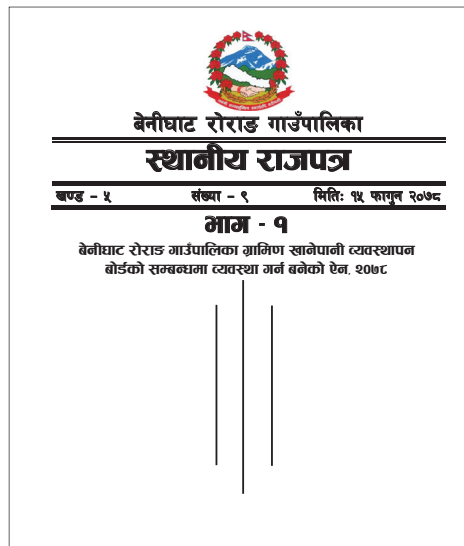 बेनीघाट रोराङ गाउँपालिका
स्थानीय राजपत्र
खण्ड - ५ संख्या - ९ मितिः १५ फागुन २०७८
भाग - १
बेनीघाट रोराङ गाउँपालिका ग्रामिण खानेपानी व्यवस्थापन
बोर्डको सम्बन्धमा व्यवस्था गर्न बनेको ऐन, २०७८